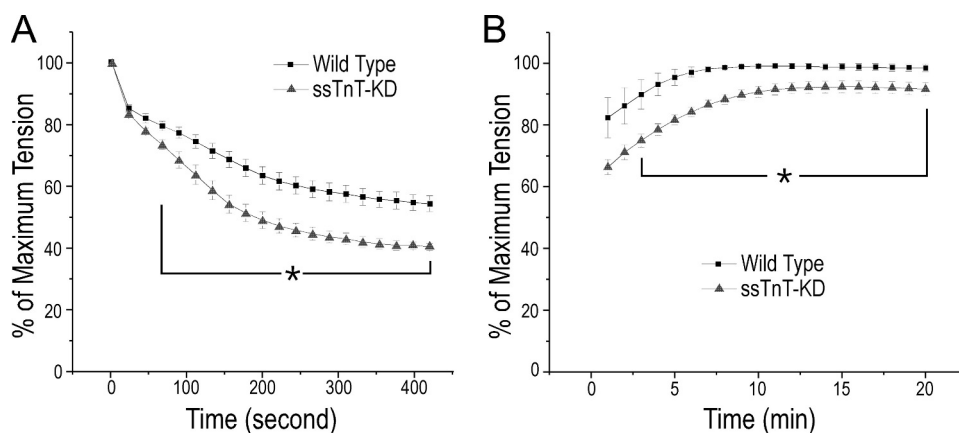 A
% of Maximum Tension
100
80
60
40
20
0
Wild Type
ssTnT-KD
*
0 100 200 300 400
Time (second)
B
% of Maximum Tension
100
80
60
40
20
0
*
Wild Type
ssTnT-KD
0 5 10 15 20
Time (min)